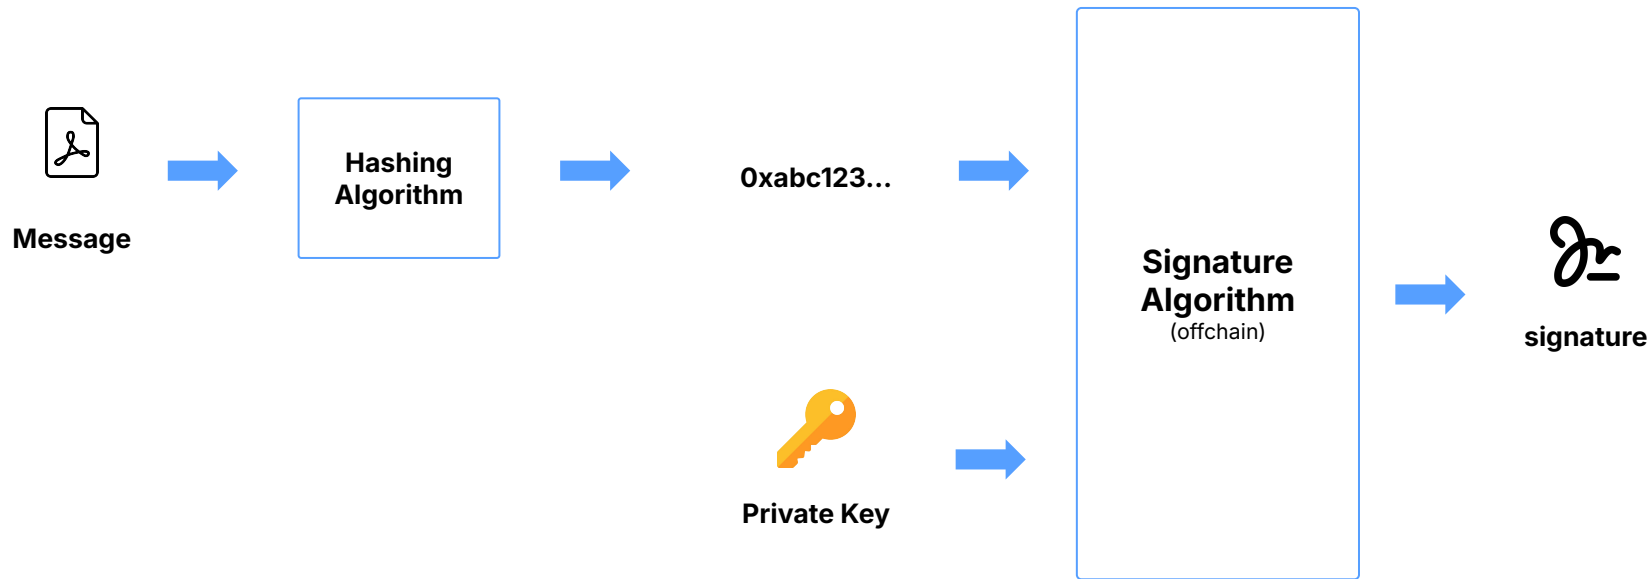 Message
Hashing
Algorithm
0xabc123...
Private Key
Signature
Algorithm
(offchain)
signature